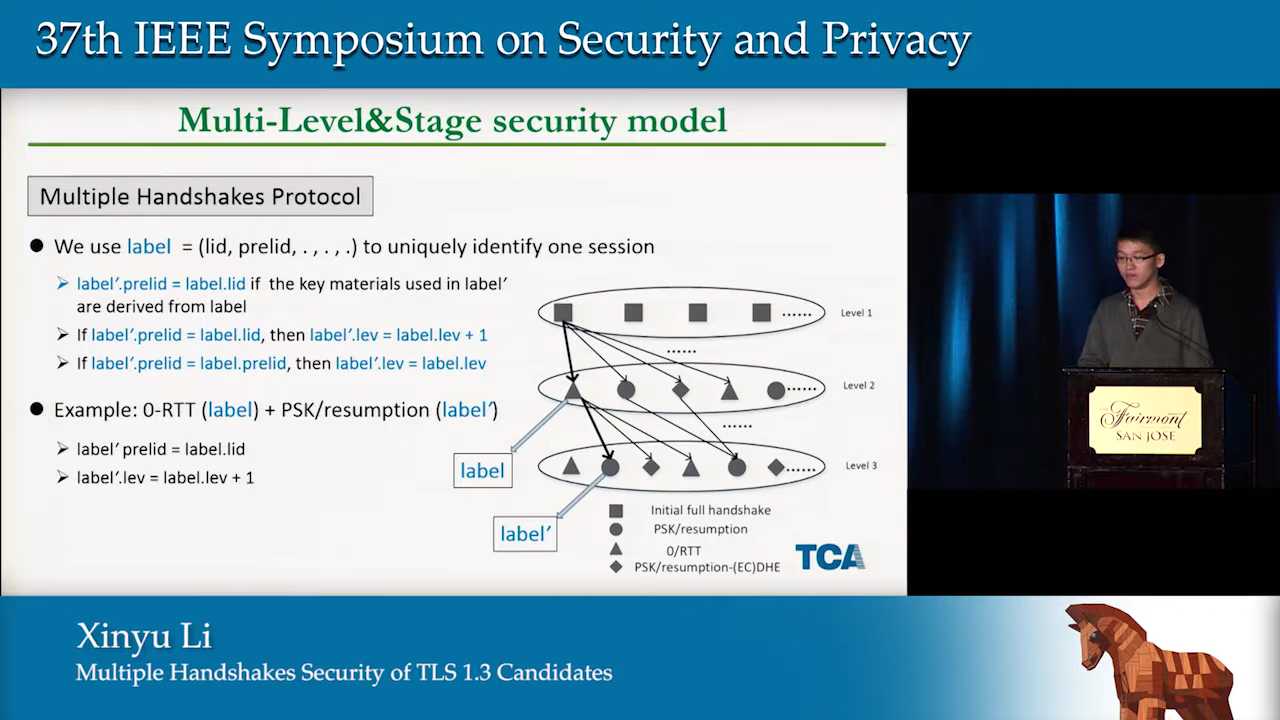 37th IEEE Symposium on Security and Privacy
Multi-Level&Stage security model
Multiple Handshakes Protocol
● We use label = (lid, prelid, . , . , .) to uniquely identify one session
➢ label′.prelid = label.lid if the key materials used in label′
are derived from label
➢ If label′.prelid = label.lid, then label′.lev = label.lev + 1
➢ If label′.prelid = label.prelid, then label′.lev = label.lev
● Example: 0-RTT (label) + PSK/resumption (label′)
➢ label′ prelid = label.lid
➢ label′.lev = label.lev + 1
......
Level 1
......
......
Level 2
......
......
Level 3
label
label′
Initial full handshake
PSK/resumption
0/RTT
PSK/resumption-(EC)DHE
TCA
Fairmont
SAN JOSE
Xinyu Li
Multiple Handshakes Security of TLS 1.3 Candidates